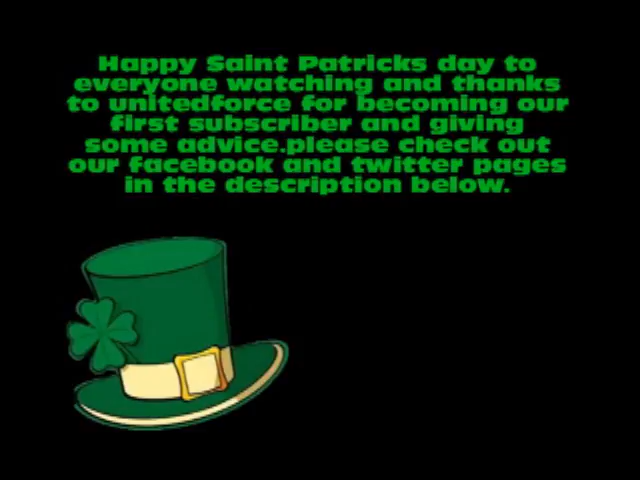 Happy Saint Patricks day to
everyone watching and thanks
to unitedforce for becoming our
first subscriber and giving
some advice.please check out
our facebook and twitter pages
in the description below.